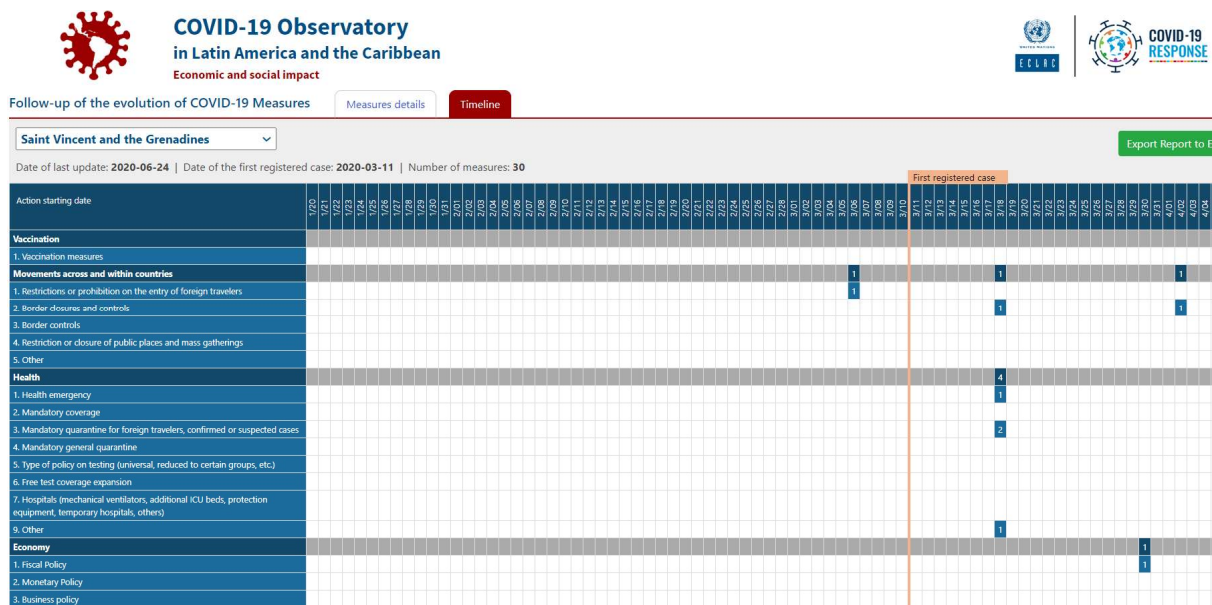 COVID-19 Observatory
in Latin America and the Caribbean
Economic and social impact
UNITED NATIONS
ECLAC
COVID-19
RESPONSE
Follow-up of the evolution of COVID-19 Measures
Measures details
Timeline
Saint Vincent and the Grenadines
Export Report to E
Date of last update: 2020-06-24 | Date of the first registered case: 2020-03-11 | Number of measures: 30
First registered case
Action starting date
1/20 1/21 1/22 1/23 1/24 1/25 1/26 1/27 1/28 1/29 1/30 1/31 2/01 2/02 2/03 2/04 2/05 2/06 2/07 2/08 2/09 2/10 2/11 2/12 2/13 2/14 2/15 2/16 2/17 2/18 2/19 2/20 2/21 2/22 2/23 2/24 2/25 2/26 2/27 2/28 3/01 3/02 3/03 3/04 3/05 3/06 3/07 3/08 3/09 3/10 3/11 3/12 3/13 3/14 3/15 3/16 3/17 3/18 3/19 3/20 3/21 3/22 3/23 3/24 3/25 3/26 3/27 3/28 3/29 3/30 3/31 4/01 4/02 4/03 4/04
Vaccination
1. Vaccination measures
Movements across and within countries 1 1 1
1. Restrictions or prohibition on the entry of foreign travelers 1
2. Border closures and controls 1 1
3. Border controls
4. Restriction or closure of public places and mass gatherings
5. Other
Health 4
1. Health emergency 1
2. Mandatory coverage
3. Mandatory quarantine for foreign travelers, confirmed or suspected cases 2
4. Mandatory general quarantine
5. Type of policy on testing (universal, reduced to certain groups, etc.)
6. Free test coverage expansion
7. Hospitals (mechanical ventilators, additional ICU beds, protection
equipment, temporary hospitals, others)
9. Other 1
Economy 1
1. Fiscal Policy 1
2. Monetary Policy
3. Business policy